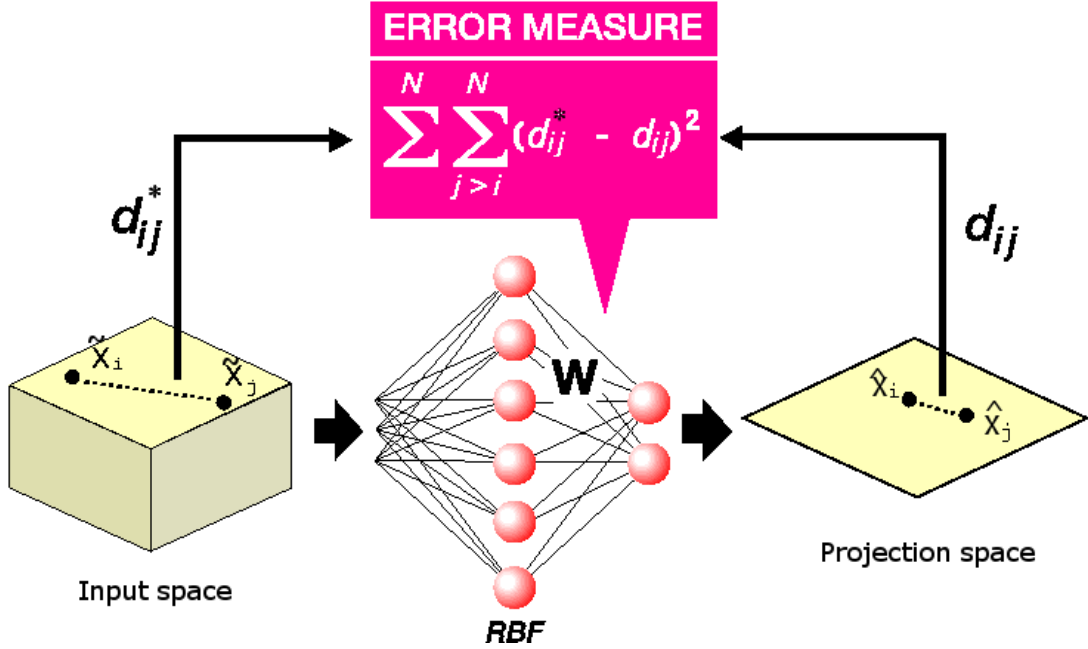 ERROR MEASURE
N N
∑ ∑ (d*ij - dij)²
j > i
d*ij
dij
x̃i
x̃j
W
x̂i
x̂j
Input space
RBF
Projection space